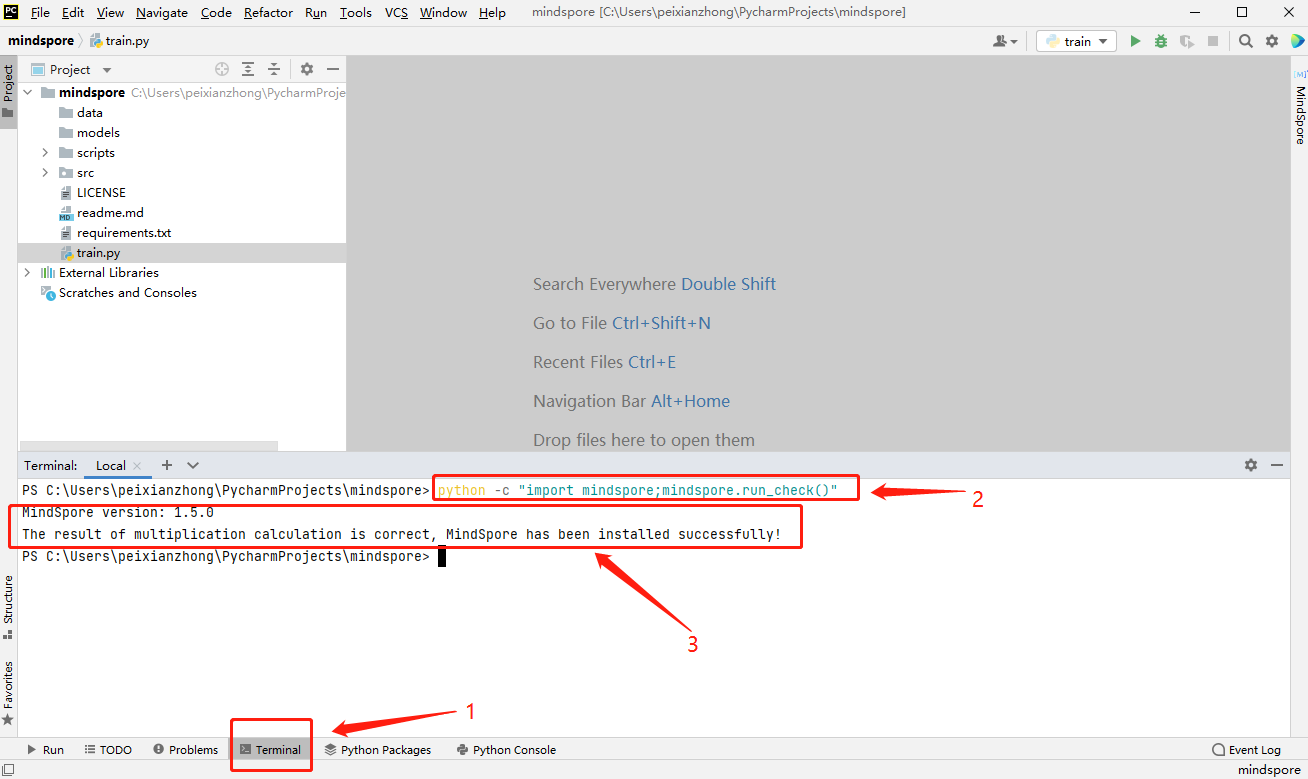 PC File Edit View Navigate Code Refactor Run Tools VCS Window Help mindspore [C:\Users\peixianzhong\PycharmProjects\mindspore]
mindspore train.py train
Project
Project
mindspore C:\Users\peixianzhong\PycharmProje
data
models
scripts
src
LICENSE
MD readme.md
requirements.txt
train.py
External Libraries
Scratches and Consoles
Search Everywhere Double Shift
Go to File Ctrl+Shift+N
Recent Files Ctrl+E
Navigation Bar Alt+Home
Drop files here to open them
[M]
MindSpore
Terminal: Local
PS C:\Users\peixianzhong\PycharmProjects\mindspore> python -c "import mindspore;mindspore.run_check()"
2
MindSpore version: 1.5.0
The result of multiplication calculation is correct, MindSpore has been installed successfully!
PS C:\Users\peixianzhong\PycharmProjects\mindspore>
3
Structure
Favorites
1
Run TODO Problems Terminal Python Packages Python Console Event Log
mindspore